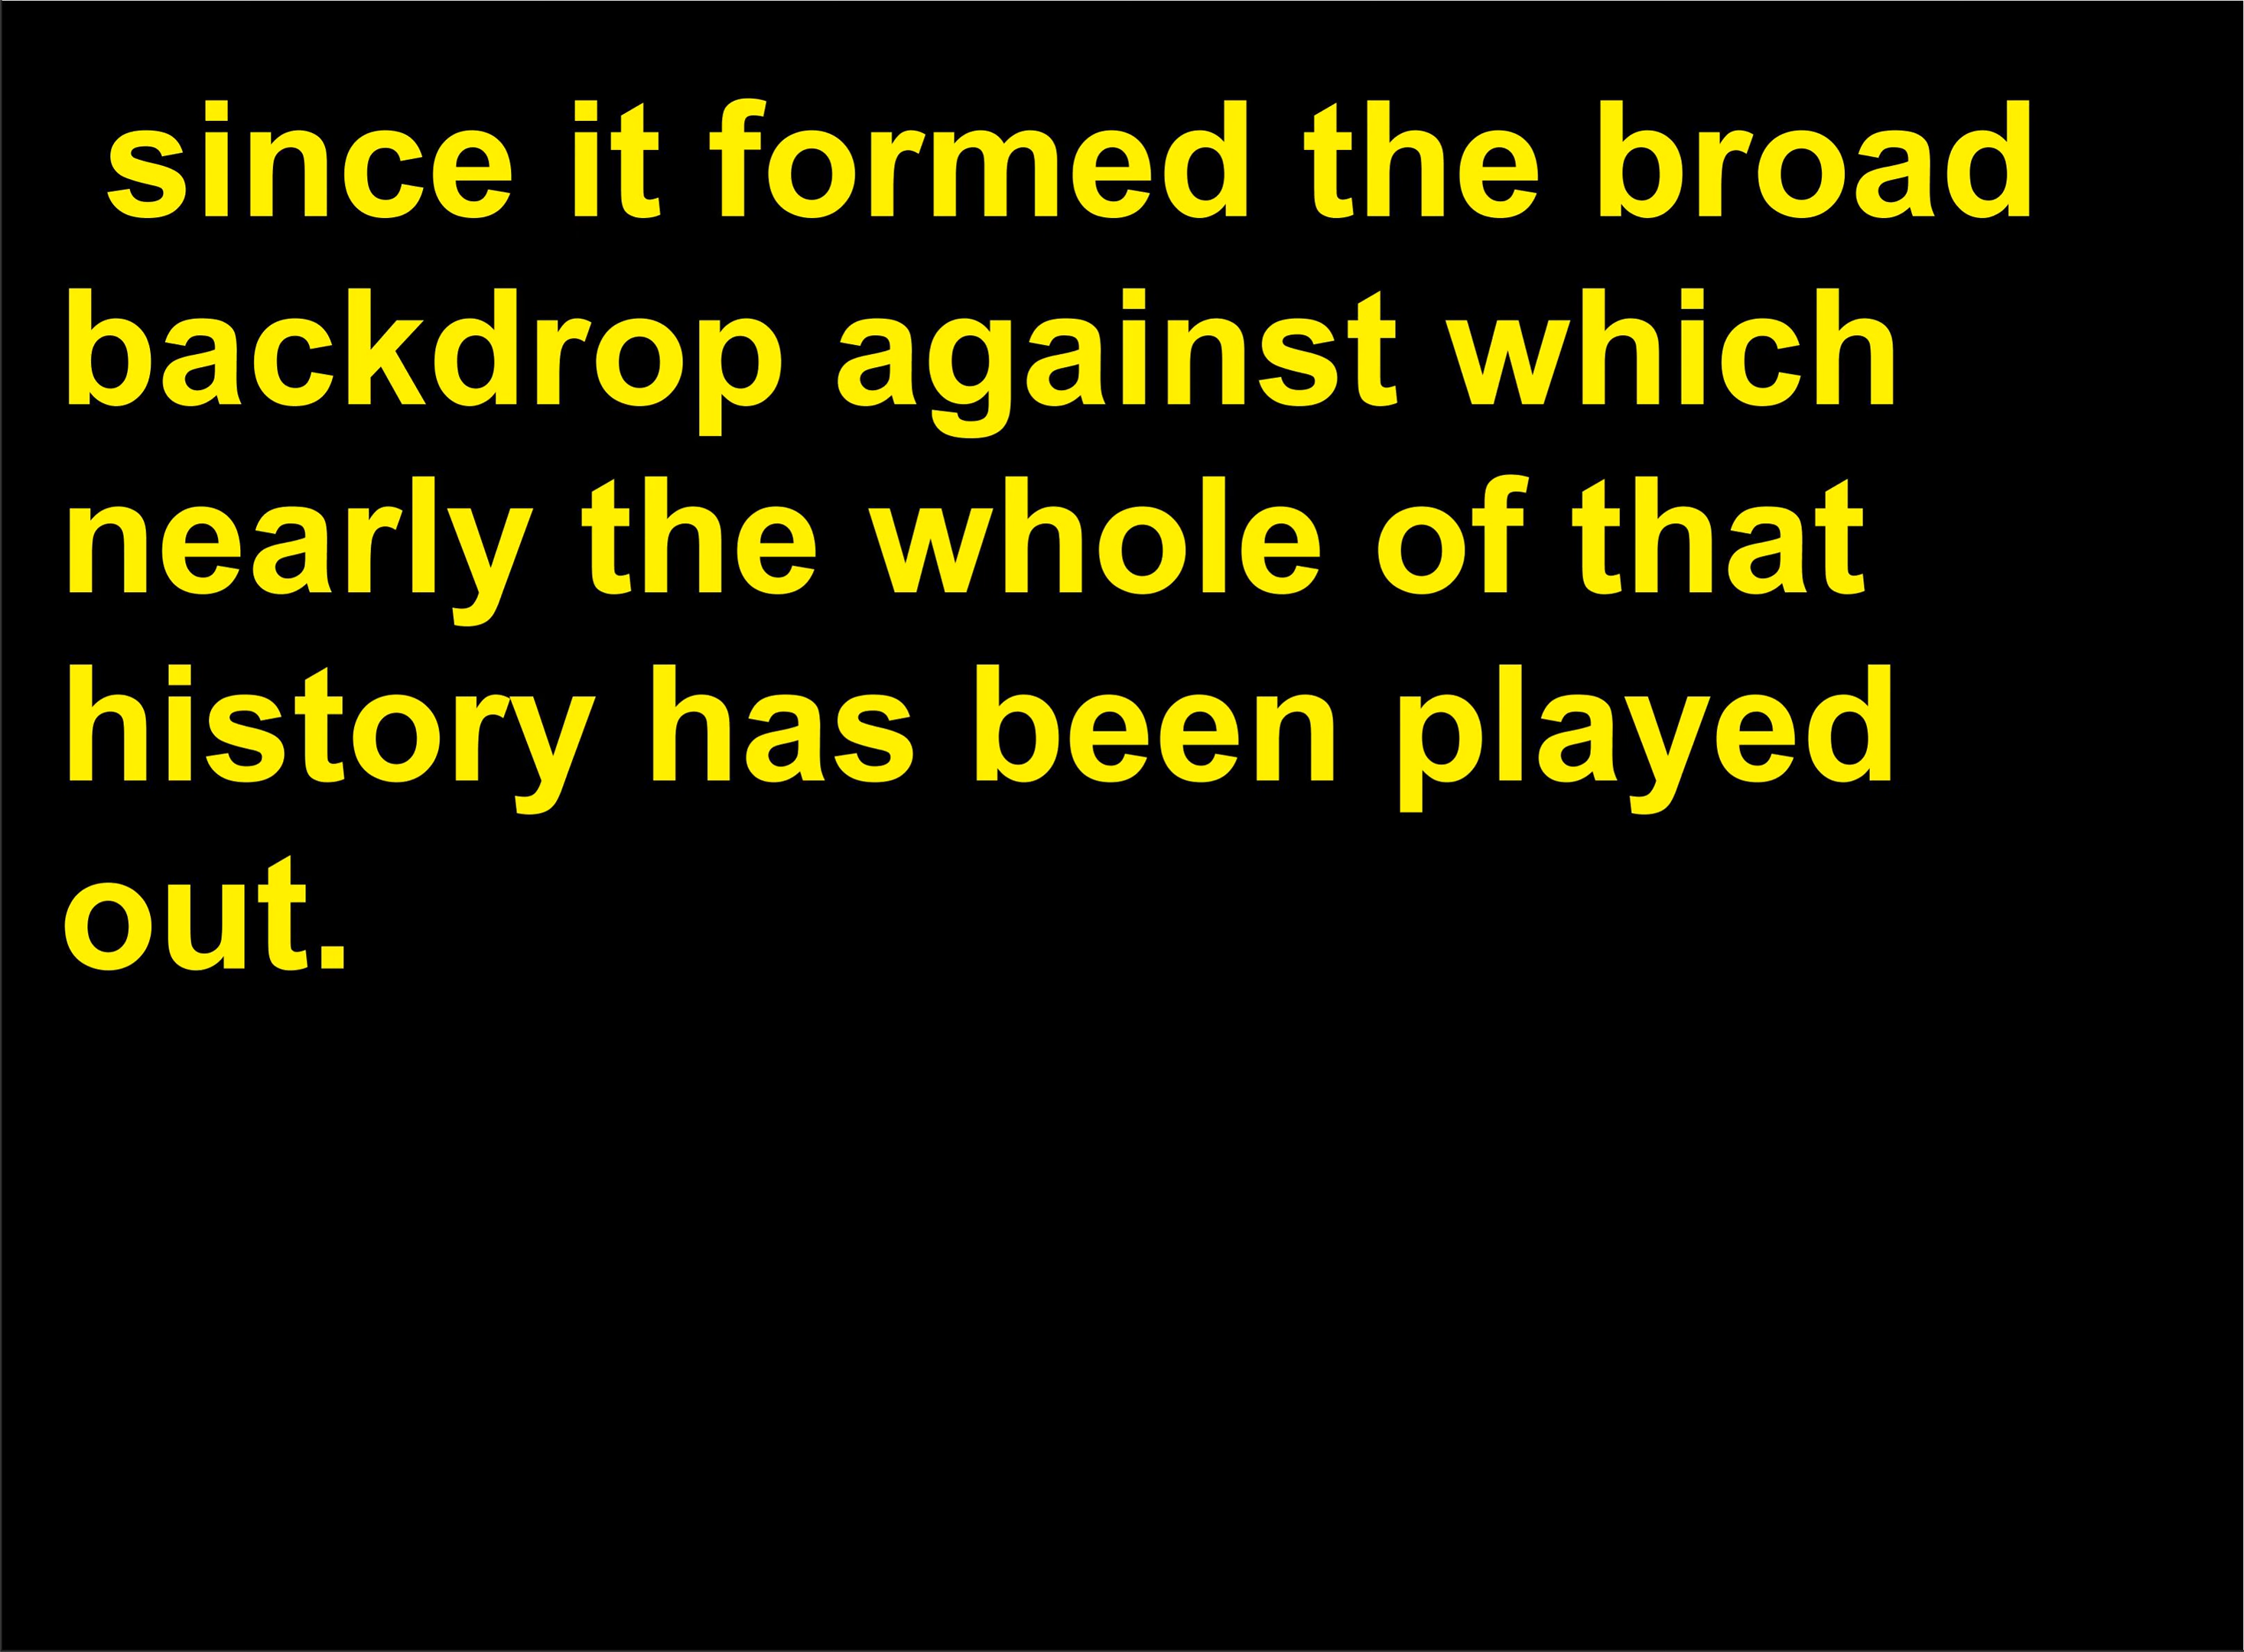 since it formed the broad
backdrop against which
nearly the whole of that
history has been played
out.